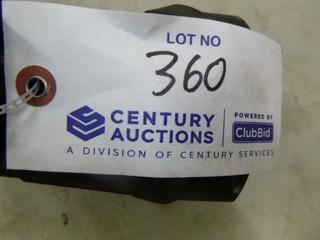 LOT NO
360
CENTURY AUCTIONS
POWERED BY
ClubBid
A DIVISION OF CENTURY SERVICES